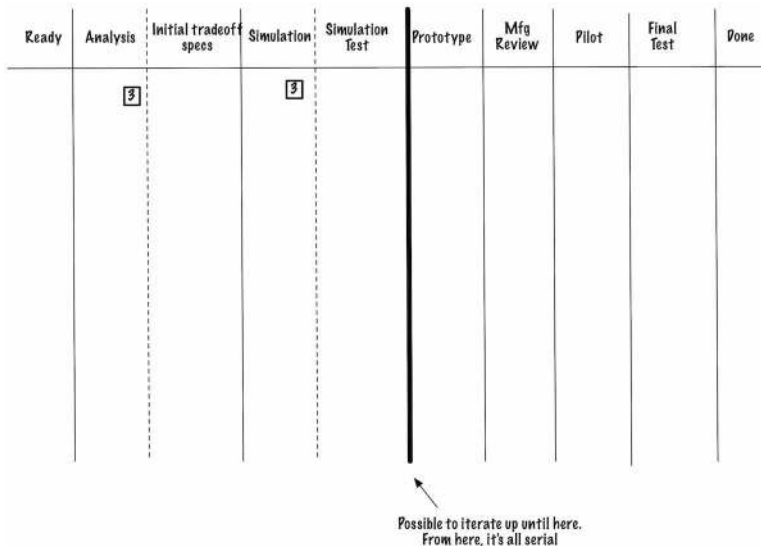 Ready
Analysis
Initial tradeoff
specs
Simulation
Simulation
Test
Prototype
Mfg
Review
Pilot
Final
Test
Done
3
3
Possible to iterate up until here.
From here, it's all serial